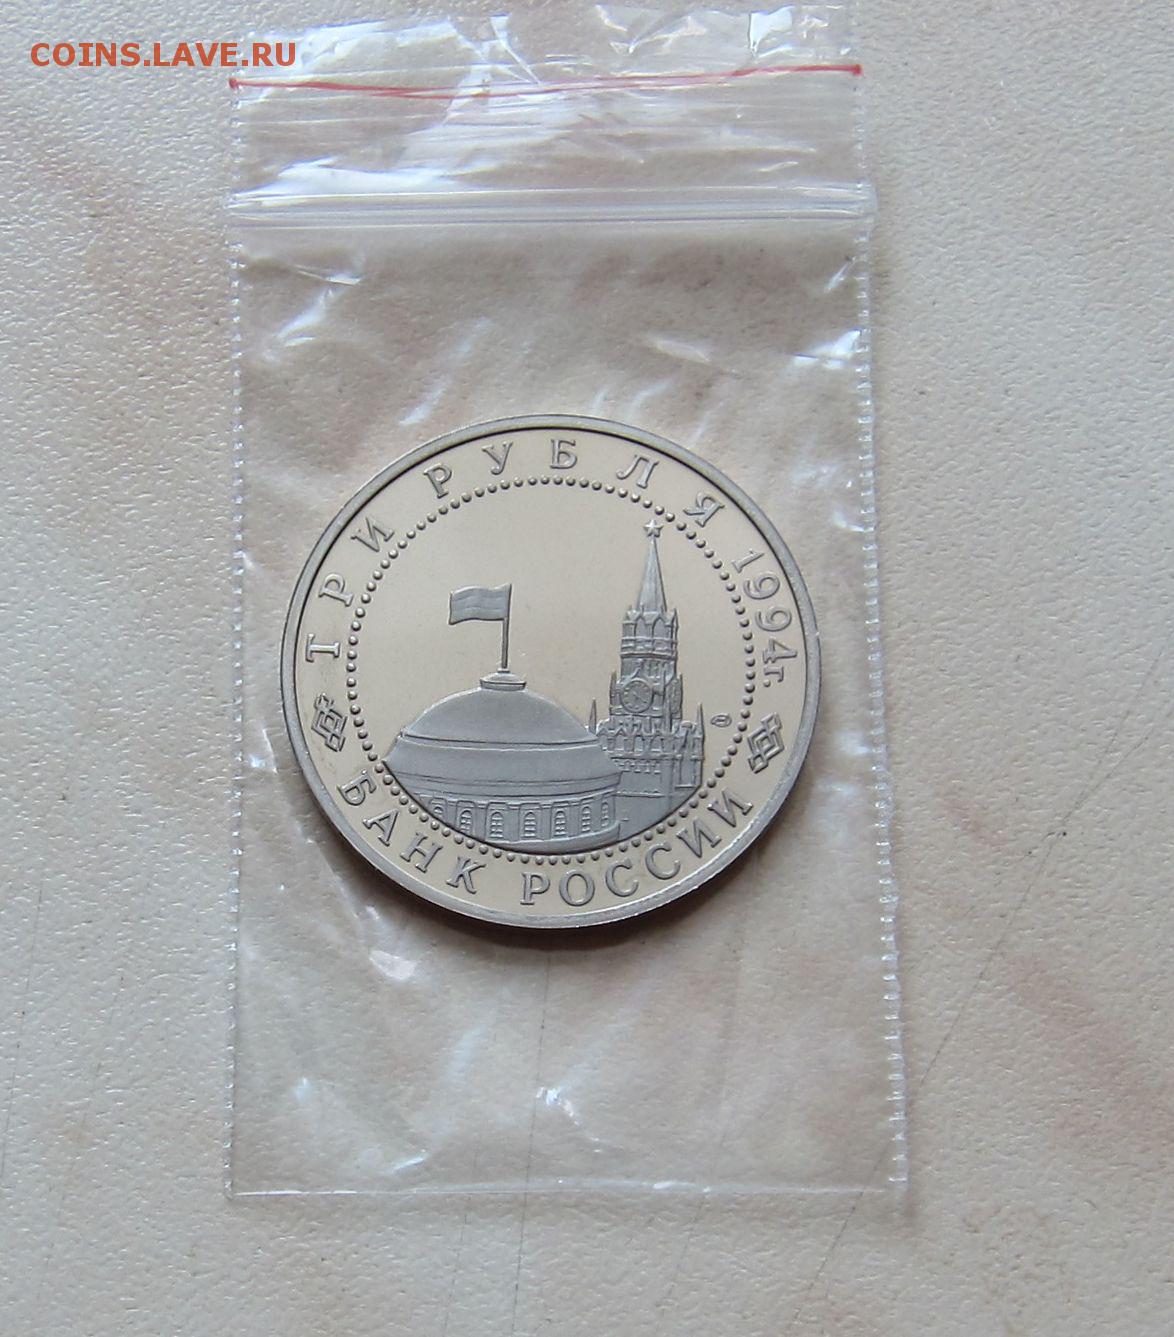 COINS.LAVE.RU
ТРИ РУБЛЯ 1994г.
БАНК РОССИИ